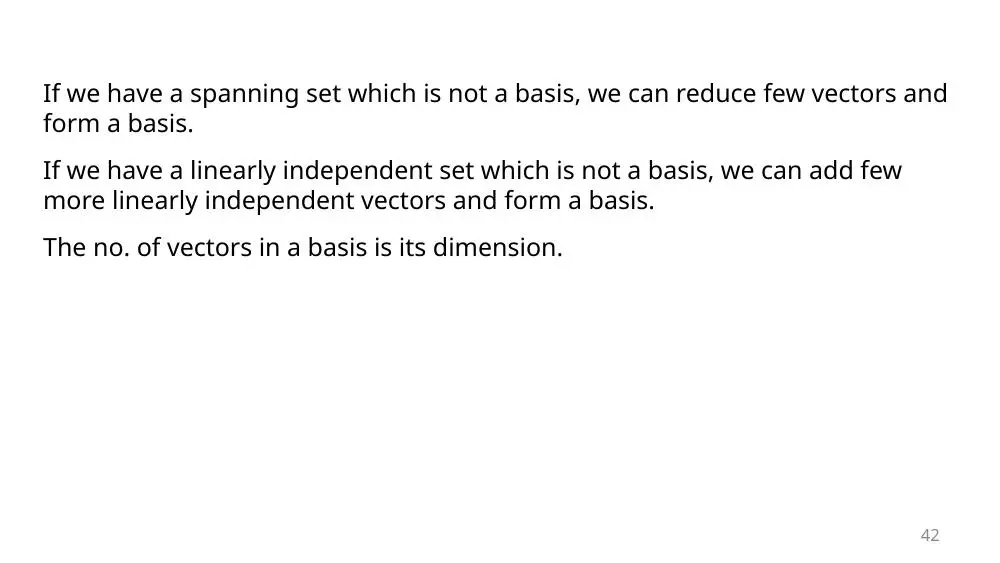 If we have a spanning set which is not a basis, we can reduce few vectors and
form a basis.
If we have a linearly independent set which is not a basis, we can add few
more linearly independent vectors and form a basis.
The no. of vectors in a basis is its dimension.
42